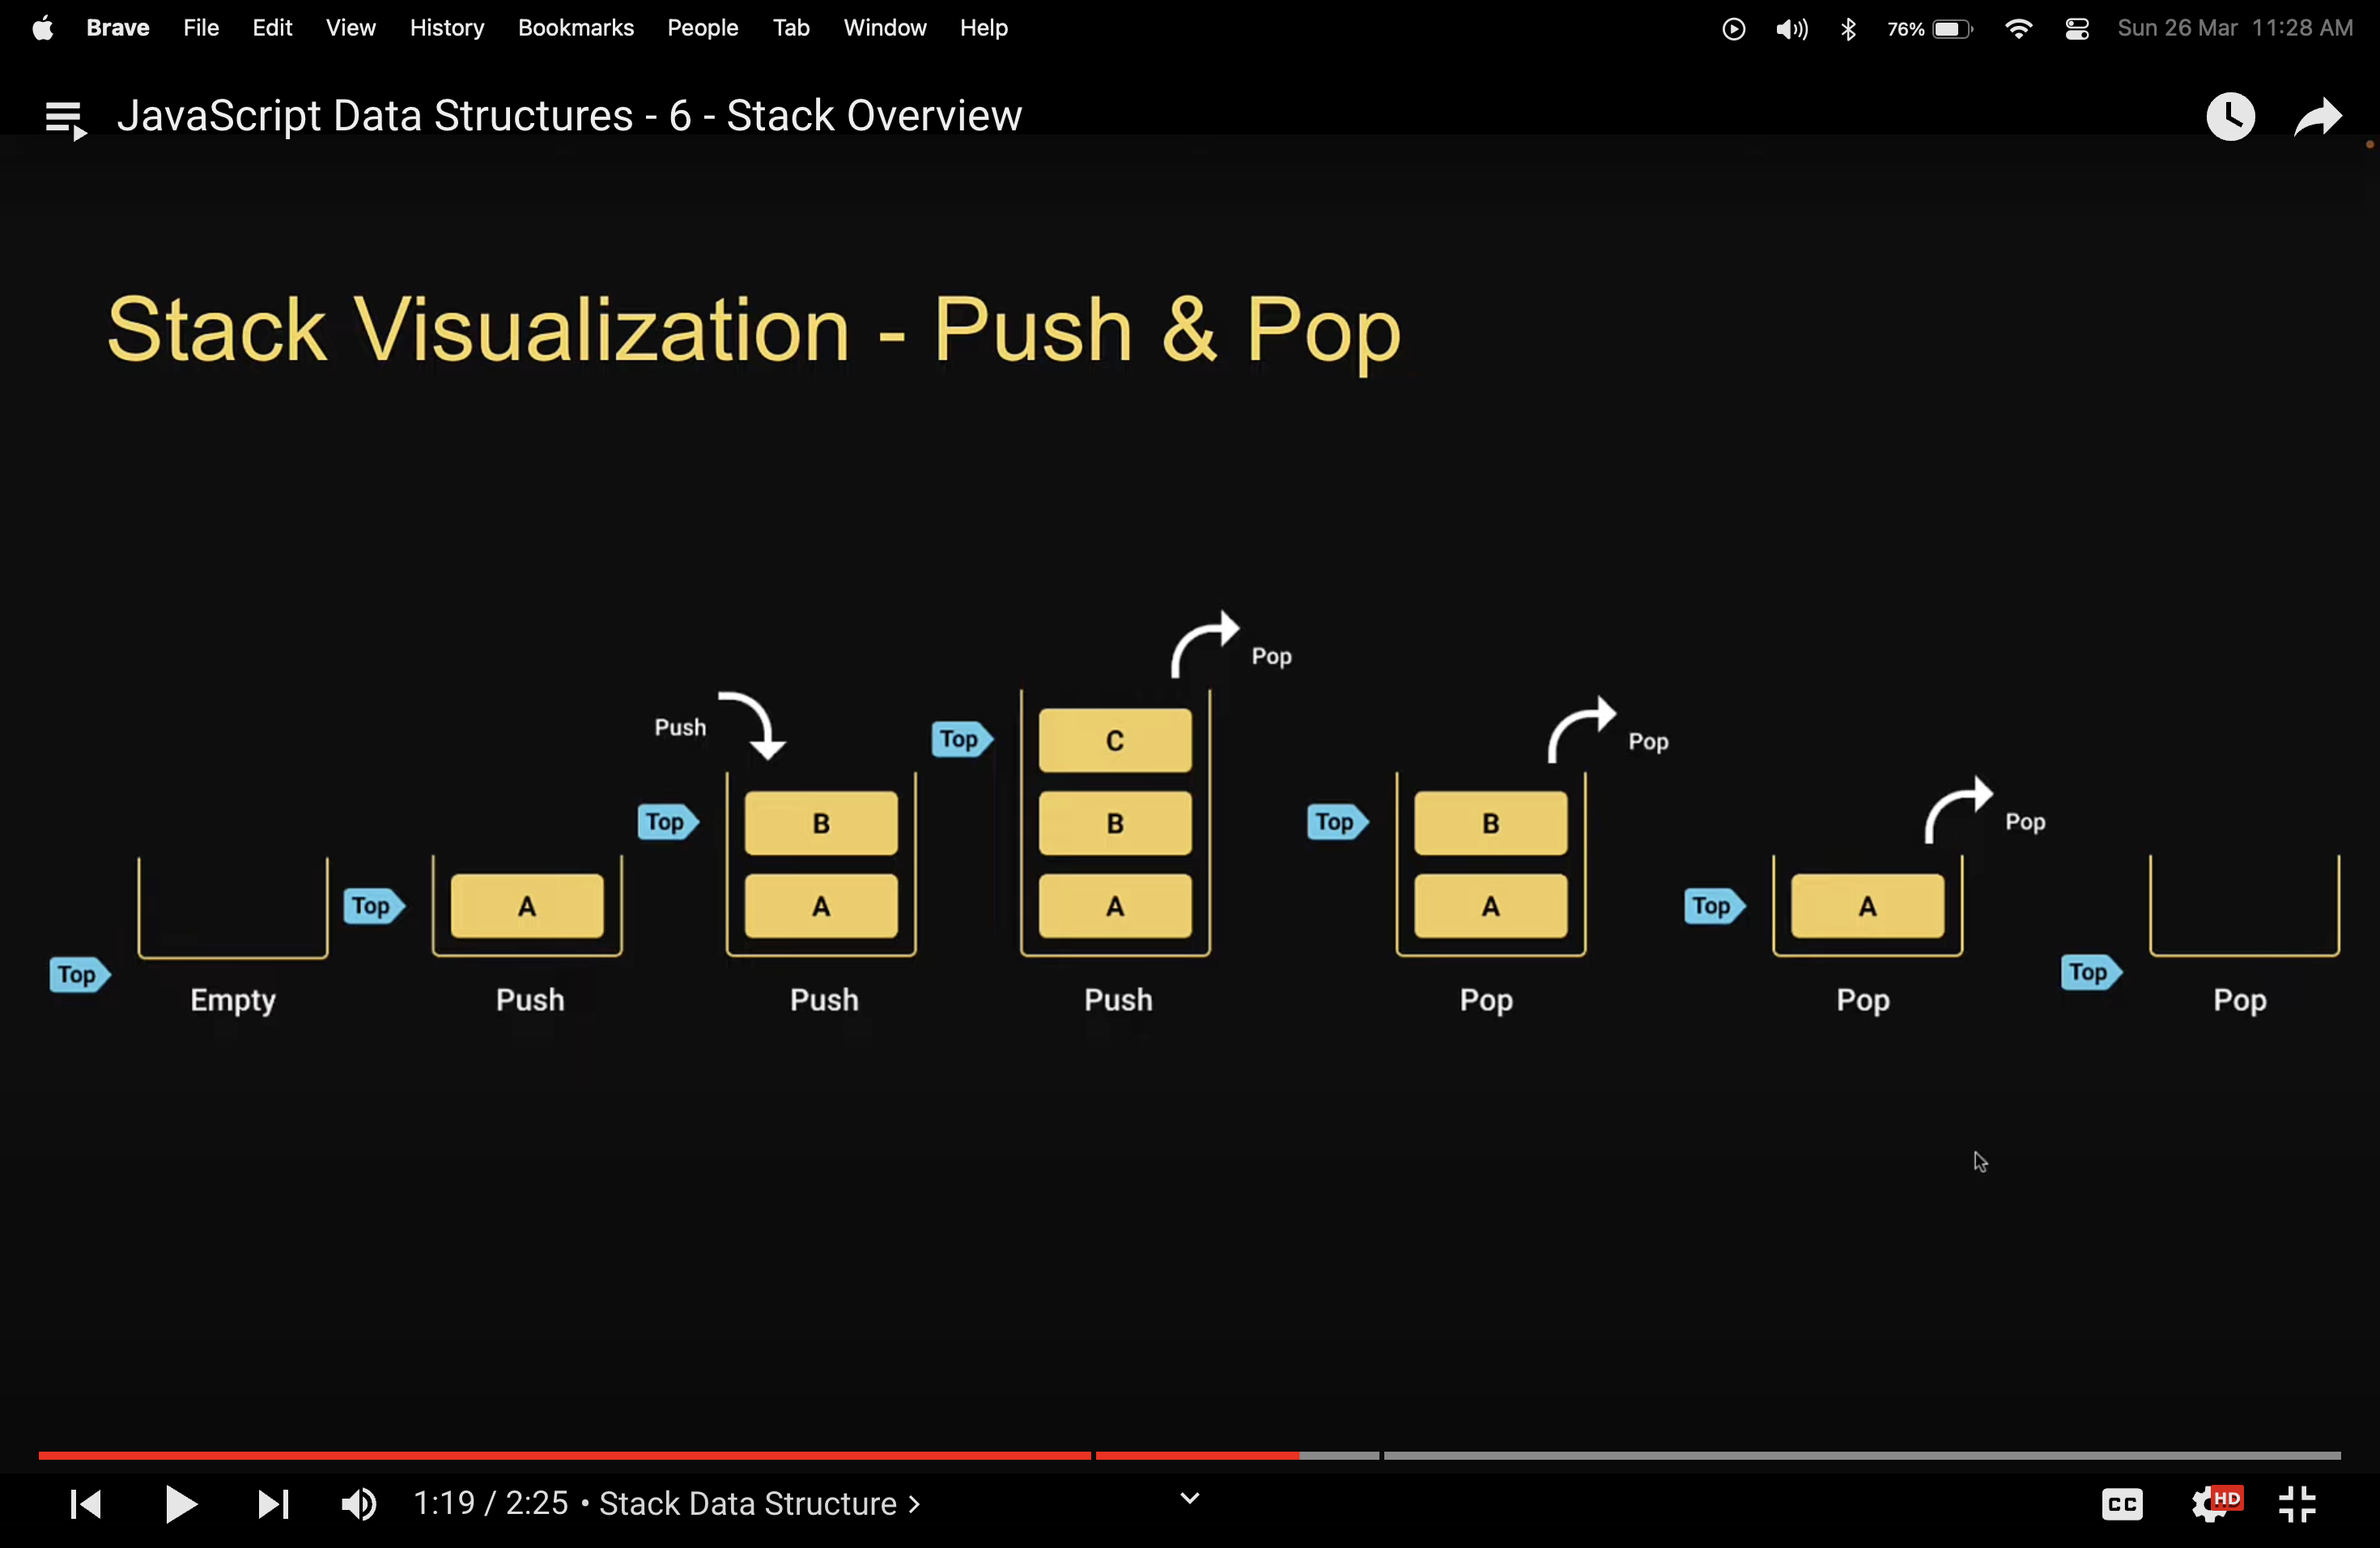 Brave File Edit View History Bookmarks People Tab Window Help 76% Sun 26 Mar 11:28 AM
JavaScript Data Structures - 6 - Stack Overview
Stack Visualization - Push & Pop
Pop
Push
Top
C
Pop
Top
B
B
Top
B
Pop
Top
A
A
A
A
Top
A
Top
Top
Empty
Push
Push
Push
Pop
Pop
Pop
1:19 / 2:25 • Stack Data Structure >
CC
HD